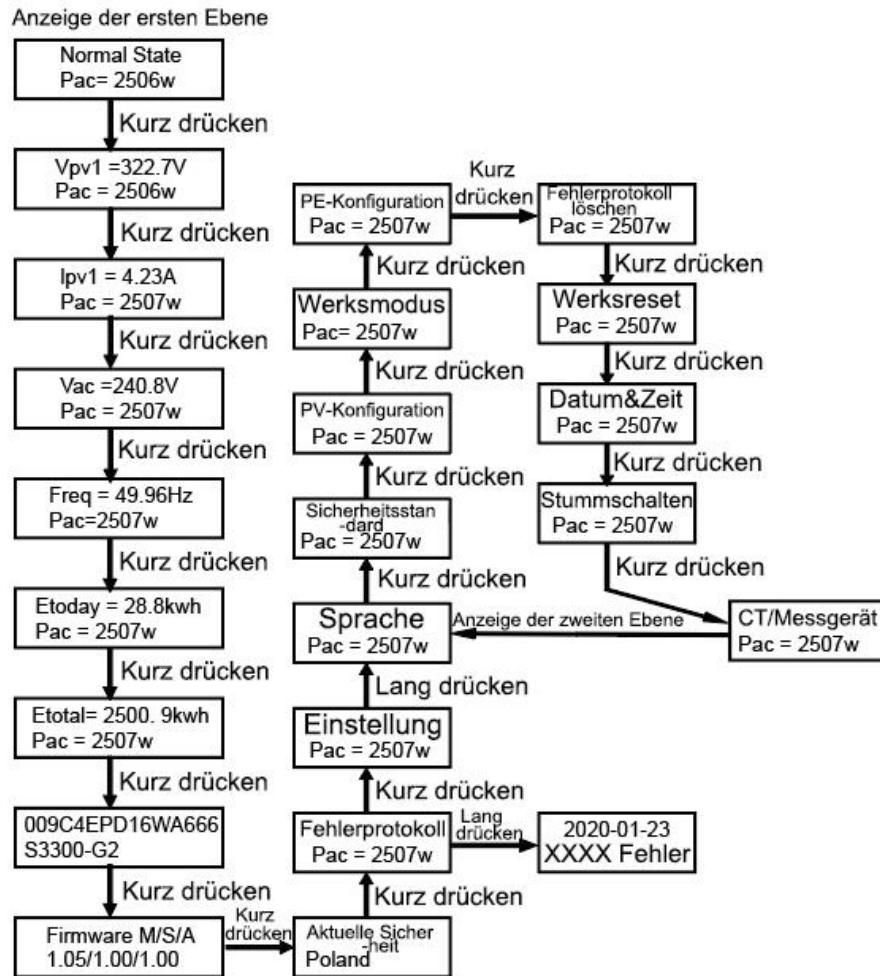 Anzeige der ersten Ebene
Normal State
Pac= 2506w
Kurz drücken
Vpv1 =322.7V
Pac = 2506w
Kurz drücken
Ipv1 = 4.23A
Pac = 2507w
Kurz drücken
Vac =240.8V
Pac = 2507w
Kurz drücken
Freq = 49.96Hz
Pac=2507w
Kurz drücken
Etoday = 28.8kwh
Pac = 2507w
Kurz drücken
Etotal= 2500. 9kwh
Pac = 2507w
Kurz drücken
009C4EPD16WA666
S3300-G2
Kurz drücken
Firmware M/S/A
1.05/1.00/1.00
Kurz
drücken
Aktuelle Sicher
-heit
Poland
Kurz drücken
Fehlerprotokoll
Pac = 2507w
Lang
drücken
2020-01-23
XXXX Fehler
Kurz drücken
Einstellung
Pac = 2507w
Lang drücken
Sprache
Pac = 2507w
Kurz drücken
Sicherheitsstan
-dard
Pac = 2507w
Kurz drücken
PV-Konfiguration
Pac = 2507w
Kurz drücken
Werksmodus
Pac= 2507w
Kurz drücken
PE-Konfiguration
Pac = 2507w
Kurz
drücken
Fehlerprotokoll
löschen
Pac = 2507w
Kurz drücken
Werksreset
Pac = 2507w
Kurz drücken
Datum&Zeit
Pac =2507w
Kurz drücken
Stummschalten
Pac = 2507w
Kurz drücken
CT/Messgerät
Pac = 2507w
Anzeige der zweiten Ebene